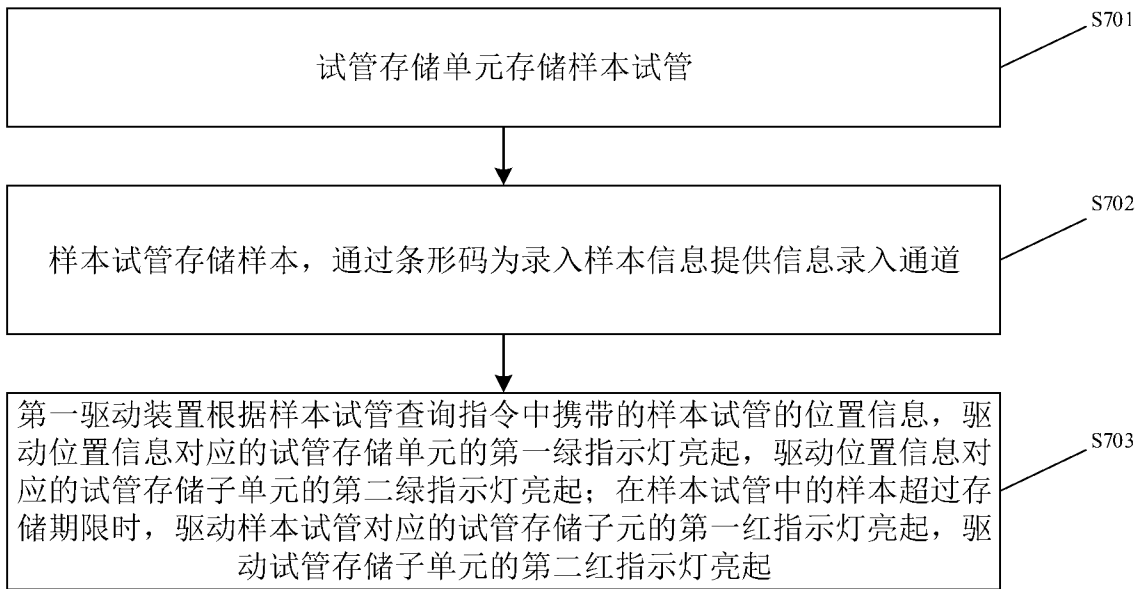 S701
试管存储单元存储样本试管
S702
样本试管存储样本，通过条形码为录入样本信息提供信息录入通道
第一驱动装置根据样本试管查询指令中携带的样本试管的位置信息，驱
动位置信息对应的试管存储单元的第一绿指示灯亮起，驱动位置信息对
S703
应的试管存储子单元的第二绿指示灯亮起；在样本试管中的样本超过存
储期限时，驱动样本试管对应的试管存储子元的第一红指示灯亮起，驱
动试管存储子单元的第二红指示灯亮起